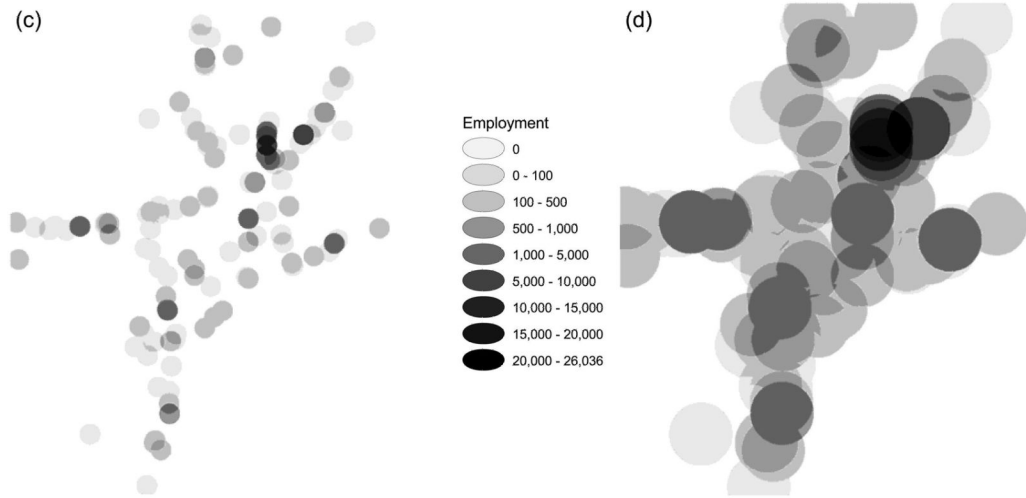 (c)
(d)
Employment
0
0 - 100
100 - 500
500 - 1,000
1,000 - 5,000
5,000 - 10,000
10,000 - 15,000
15,000 - 20,000
20,000 - 26,036